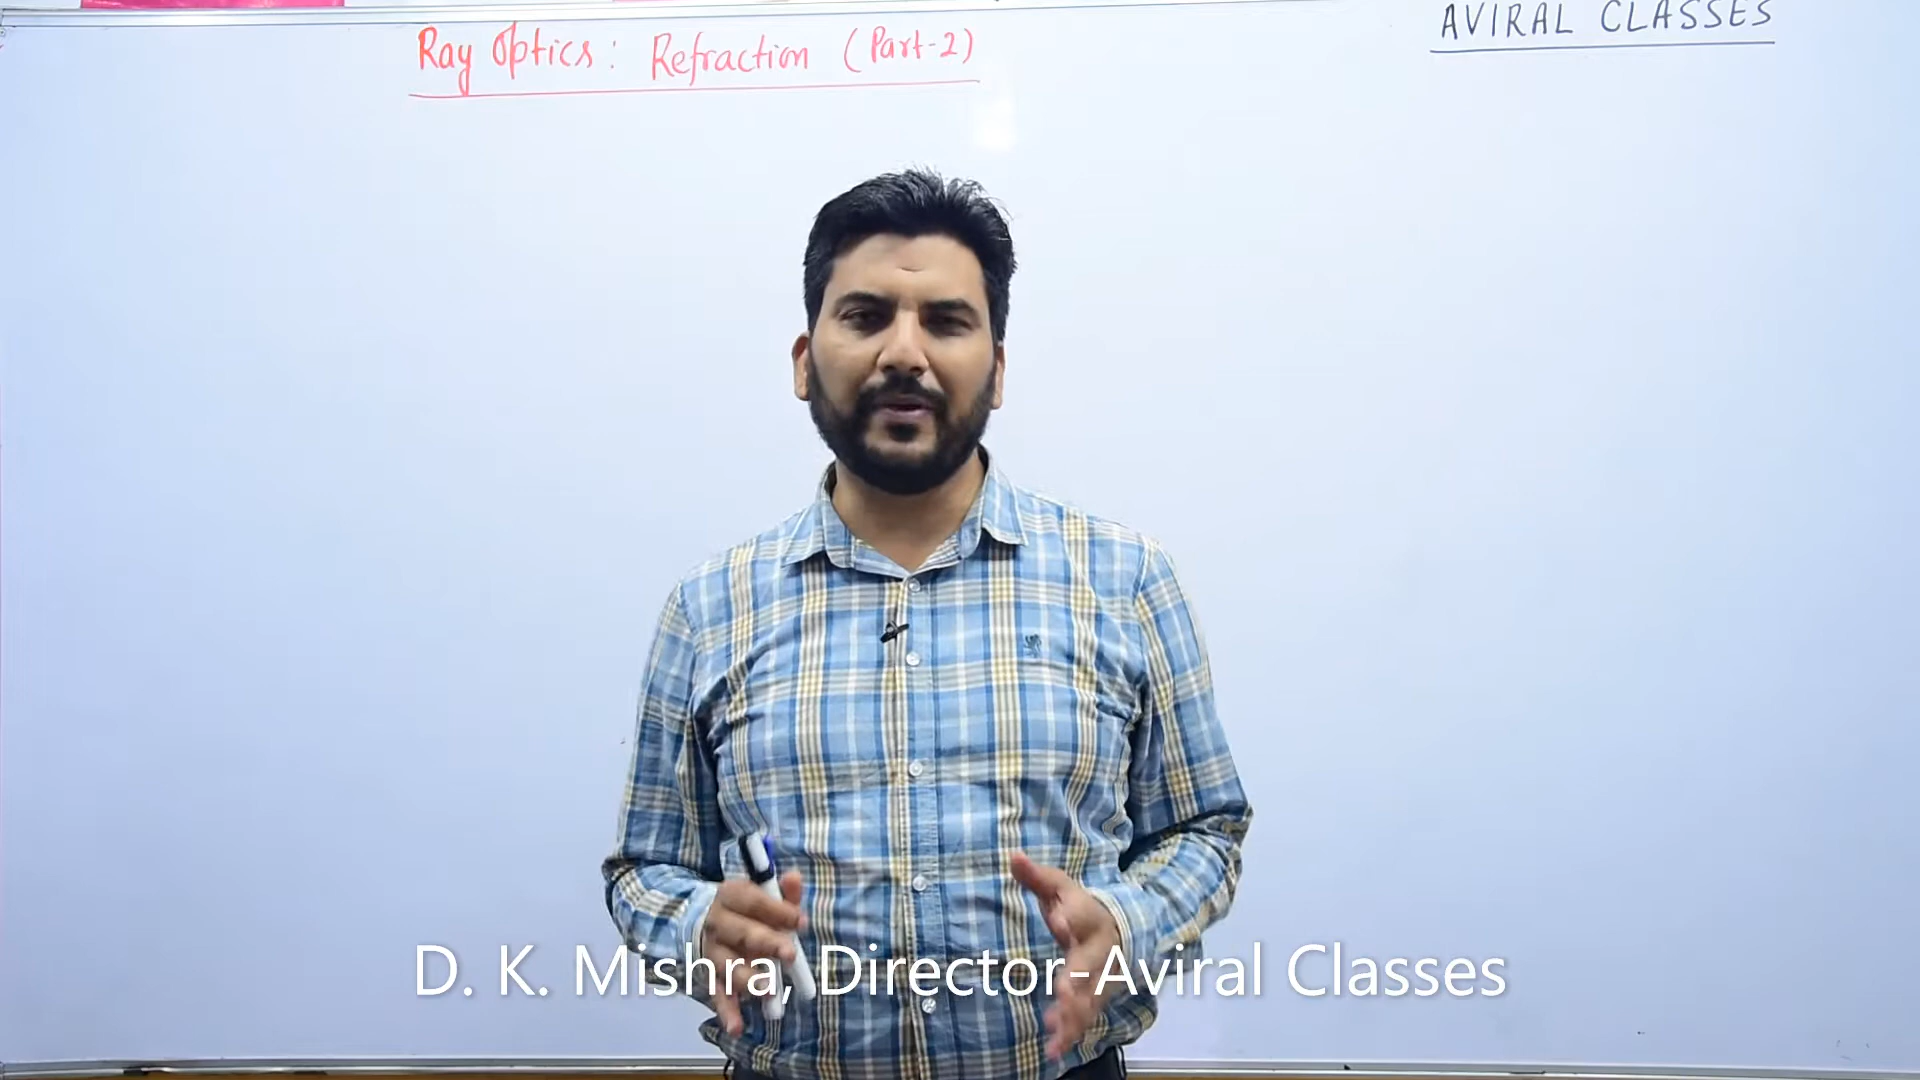 Ray Optics: Refraction (Part-2)
AVIRAL CLASSES
D. K. Mishra, Director-Aviral Classes